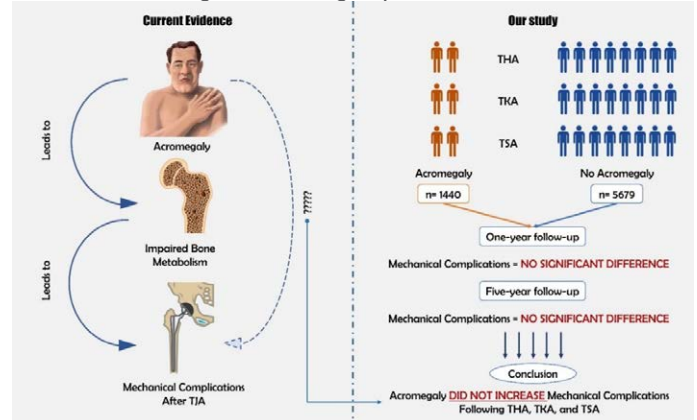 Current Evidence
Leads to
Acromegaly
Impaired Bone
Metabolism
Leads to
Mechanical Complications
After TJA
?????
Our study
THA
TKA
TSA
Acromegaly
No Acromegaly
n= 1440
n= 5679
One-year follow-up
Mechanical Complications = NO SIGNIFICANT DIFFERENCE
Five-year follow-up
Mechanical Complications = NO SIGNIFICANT DIFFERENCE
Conclusion
Acromegaly DID NOT INCREASE Mechanical Complications
Following THA, TKA, and TSA